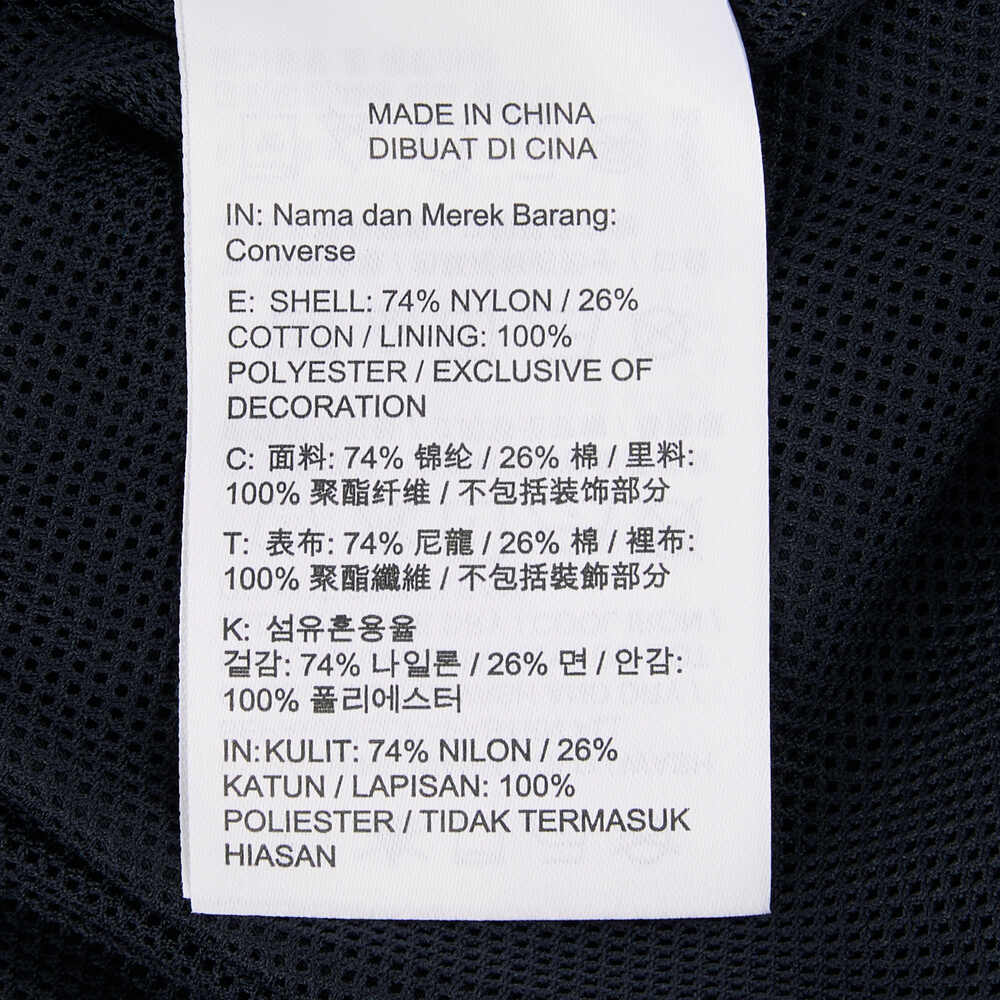 MADE IN CHINA
DIBUAT DI CINA
IN: Nama dan Merek Barang:
Converse
E: SHELL: 74% NYLON / 26%
COTTON / LINING: 100%
POLYESTER / EXCLUSIVE OF
DECORATION
C: 面料: 74% 锦纶 / 26% 棉 / 里料:
100% 聚酯纤维 / 不包括装饰部分
T: 表布: 74% 尼龍 / 26% 棉 / 裡布:
100% 聚酯纖維 / 不包括裝飾部分
K: 섬유혼용율
겉감: 74% 나일론 / 26% 면 / 안감:
100% 폴리에스터
IN:KULIT: 74% NILON / 26%
KATUN / LAPISAN: 100%
POLIESTER / TIDAK TERMASUK
HIASAN